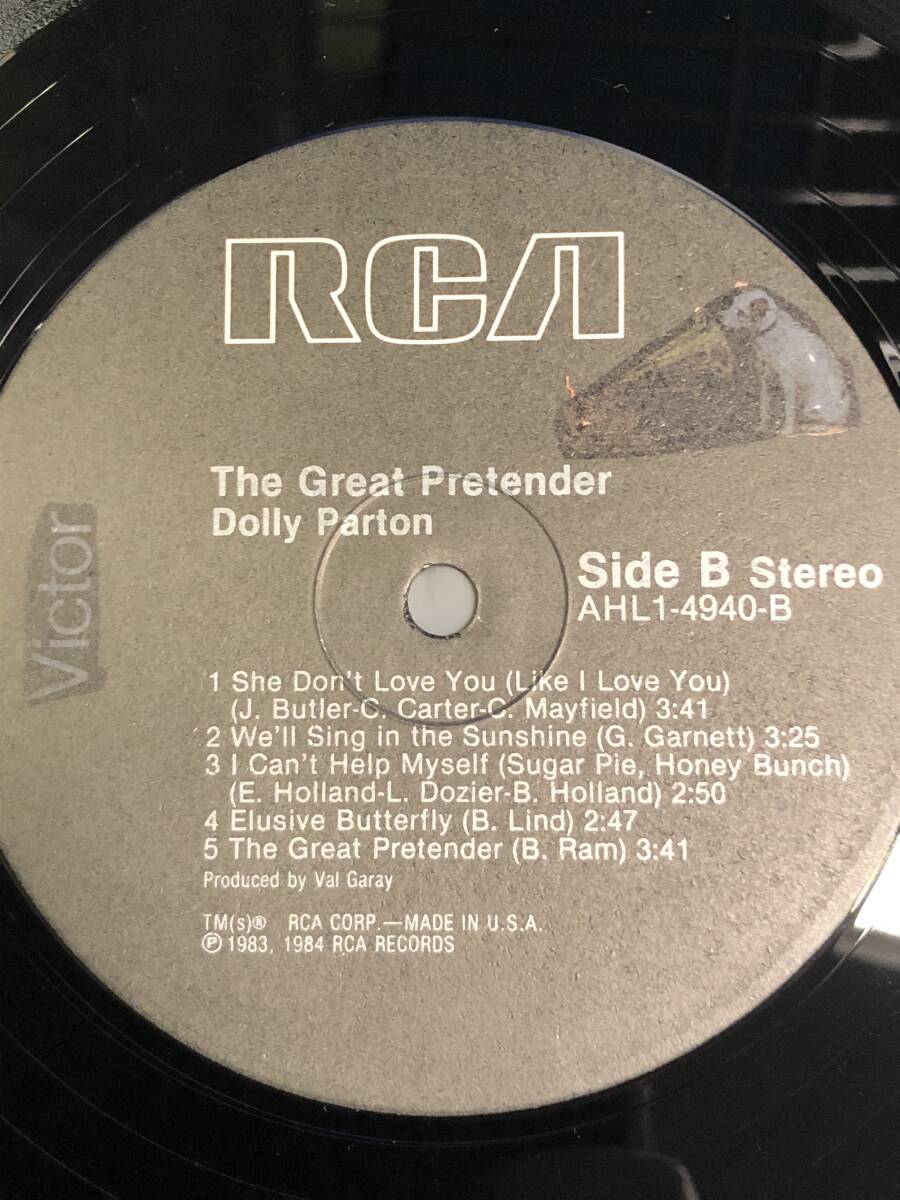 RCA
Victor
The Great Pretender
Dolly Parton
Side B Stereo
AHL1-4940-B
1 She Don't Love You (Like I Love You)
(J. Butler-C. Carter-C. Mayfield) 3:41
2 We'll Sing in the Sunshine (G. Garnett) 3:25
3 I Can't Help Myself (Sugar Pie, Honey Bunch)
(E. Holland-L. Dozier-B. Holland) 2:50
4 Elusive Butterfly (B. Lind) 2:47
5 The Great Pretender (B. Ram) 3:41
Produced by Val Garay
TM(s)® RCA CORP.—MADE IN U.S.A.
℗ 1983, 1984 RCA RECORDS